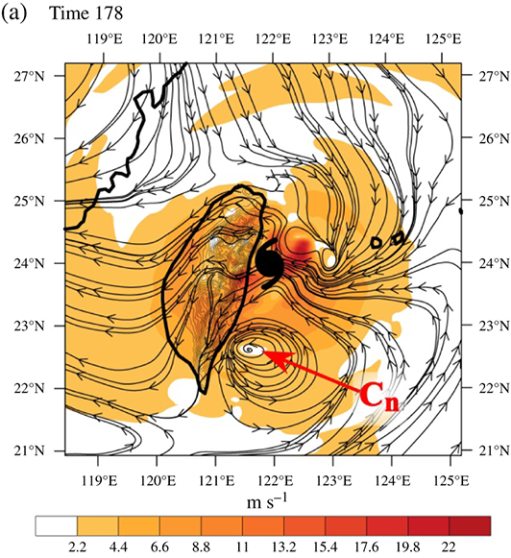 (a) Time 178
119°E 120°E 121°E 122°E 123°E 124°E 125°E
27°N 27°N
26°N 26°N
25°N 25°N
24°N 24°N
23°N 23°N
22°N 22°N
Cn
21°N 21°N
119°E 120°E 121°E 122°E 123°E 124°E 125°E
m s⁻¹
2.2 4.4 6.6 8.8 11 13.2 15.4 17.6 19.8 22